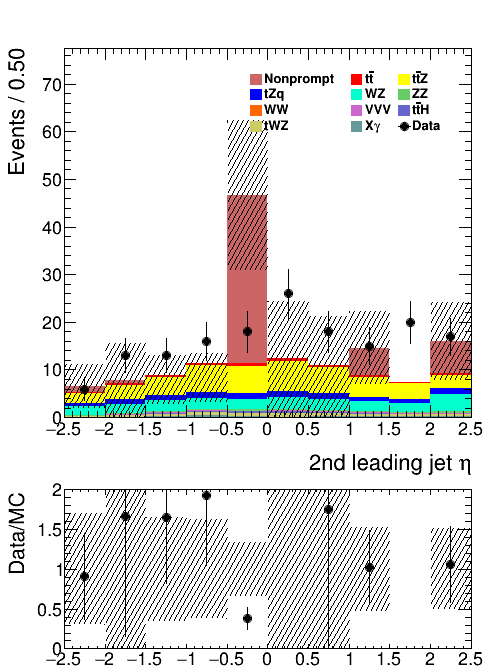 Events / 0.50
70
60
50
40
30
20
10
0
Nonprompt tt̄ tt̄Z
tZq WZ ZZ
WW VVV tt̄H
tWZ Xγ Data
−2.5 −2 −1.5 −1 −0.5 0 0.5 1 1.5 2 2.5
2nd leading jet η
Data/MC
2
1.5
1
0.5
0
−2.5 −2 −1.5 −1 −0.5 0 0.5 1 1.5 2 2.5